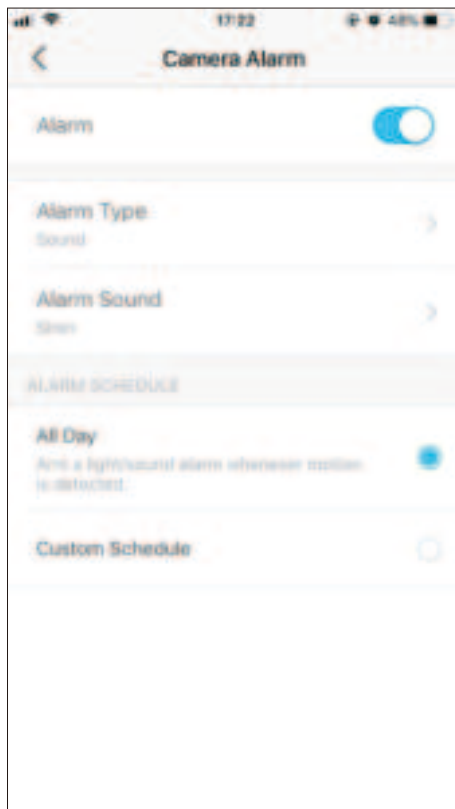 17:22 48%
Camera Alarm
Alarm
Alarm Type
Sound
Alarm Sound
Siren
ALARM SCHEDULE
All Day
Arm a light/sound alarm whenever motion
is detected.
Custom Schedule